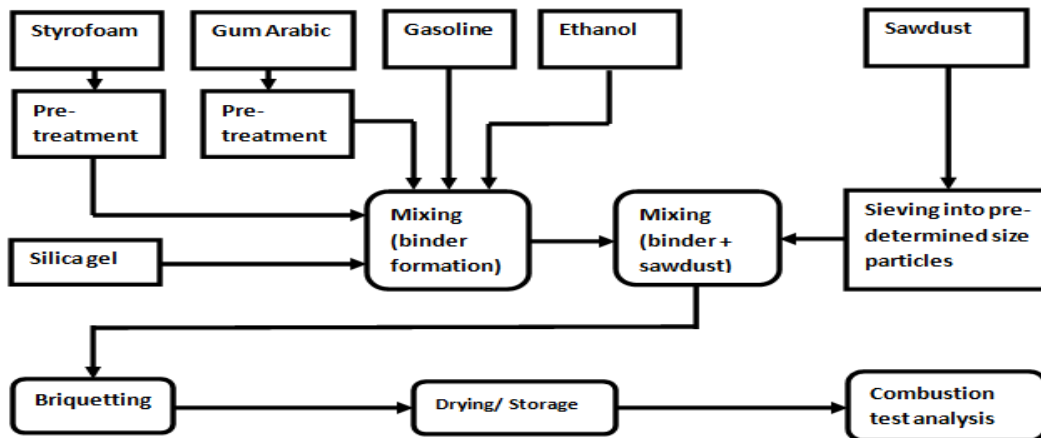 Styrofoam
Gum Arabic
Gasoline
Ethanol
Sawdust
Pre-
treatment
Pre-
treatment
Mixing
(binder
formation)
Mixing
(binder +
sawdust)
Sieving into pre-
determined size
particles
Silica gel
Briquetting
Drying/ Storage
Combustion
test analysis